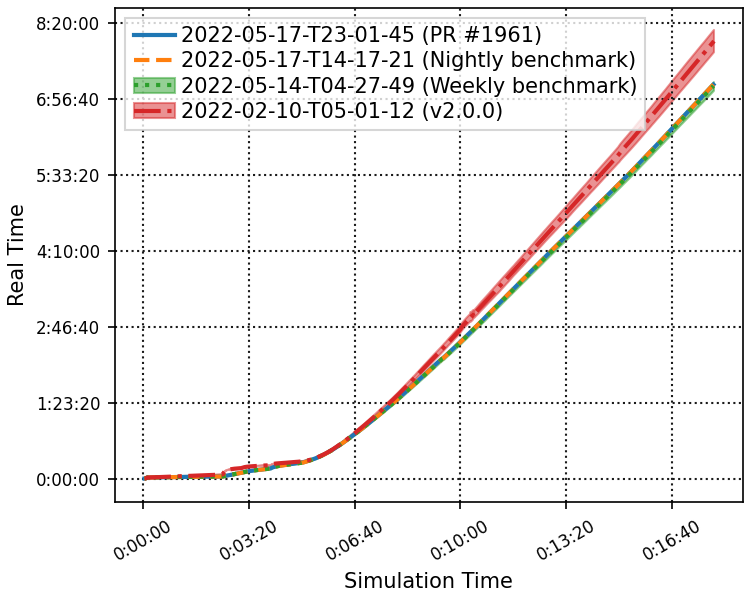 2022-05-17-T23-01-45 (PR #1961)
2022-05-17-T14-17-21 (Nightly benchmark)
2022-05-14-T04-27-49 (Weekly benchmark)
2022-02-10-T05-01-12 (v2.0.0)
8:20:00
6:56:40
5:33:20
4:10:00
2:46:40
1:23:20
0:00:00
Real Time
0:00:00
0:03:20
0:06:40
0:10:00
0:13:20
0:16:40
Simulation Time